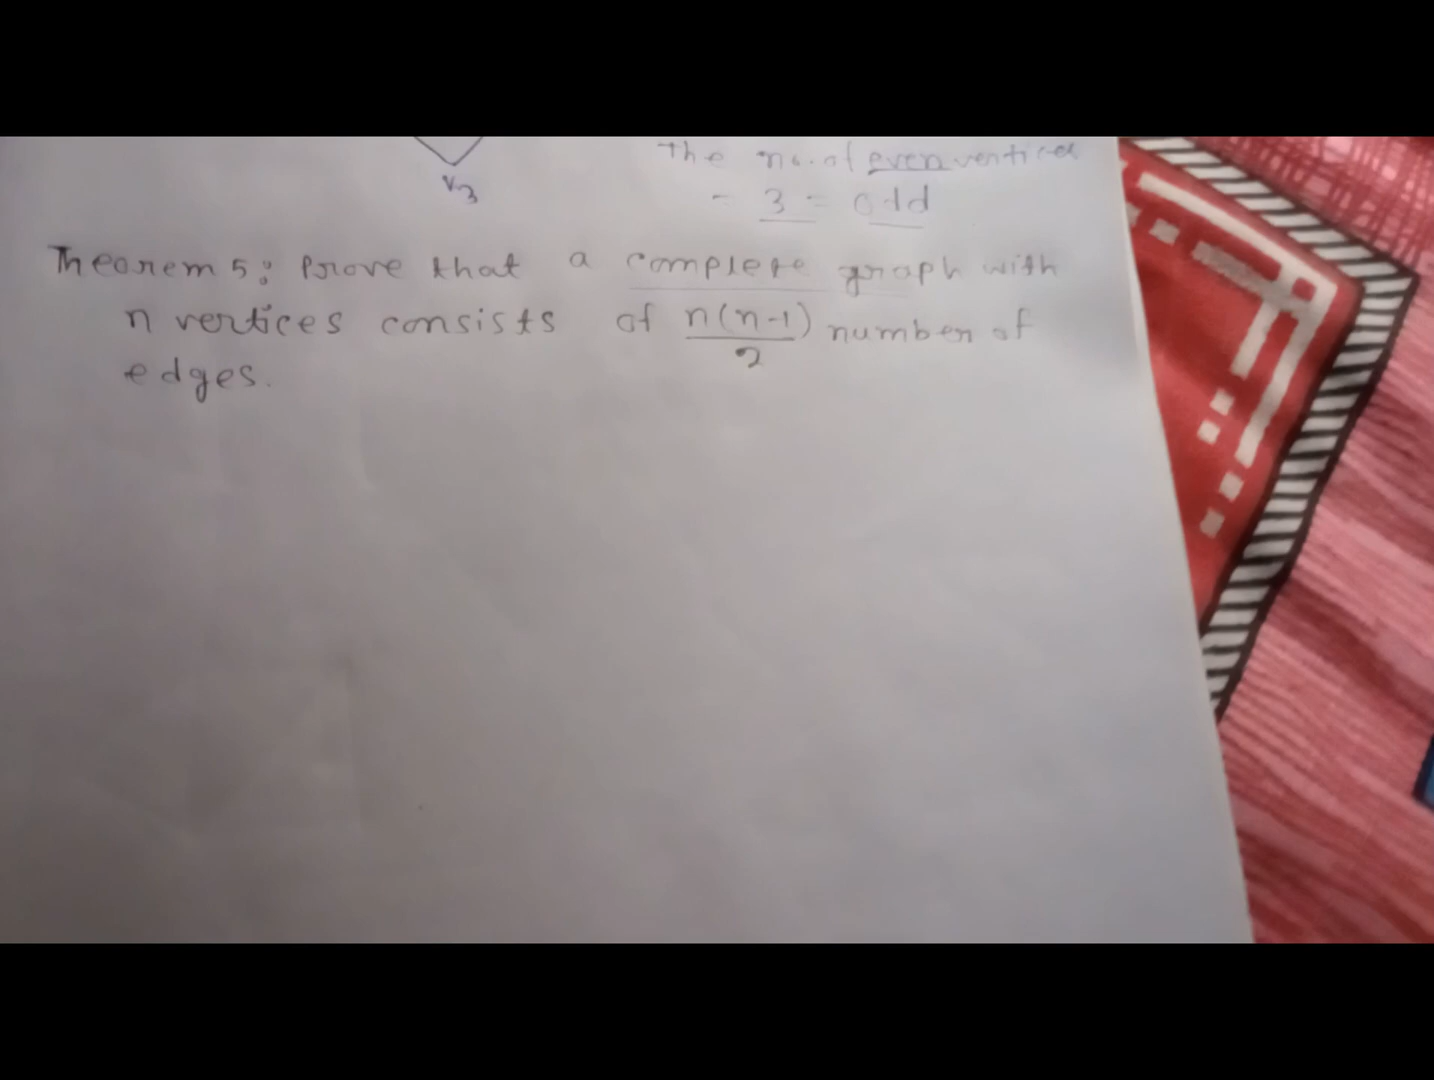 The no. of even vertices
- 3 = odd
v3
Theorem 5: Prove that a complete graph with
n vertices consists of n(n-1)/2 number of
edges.